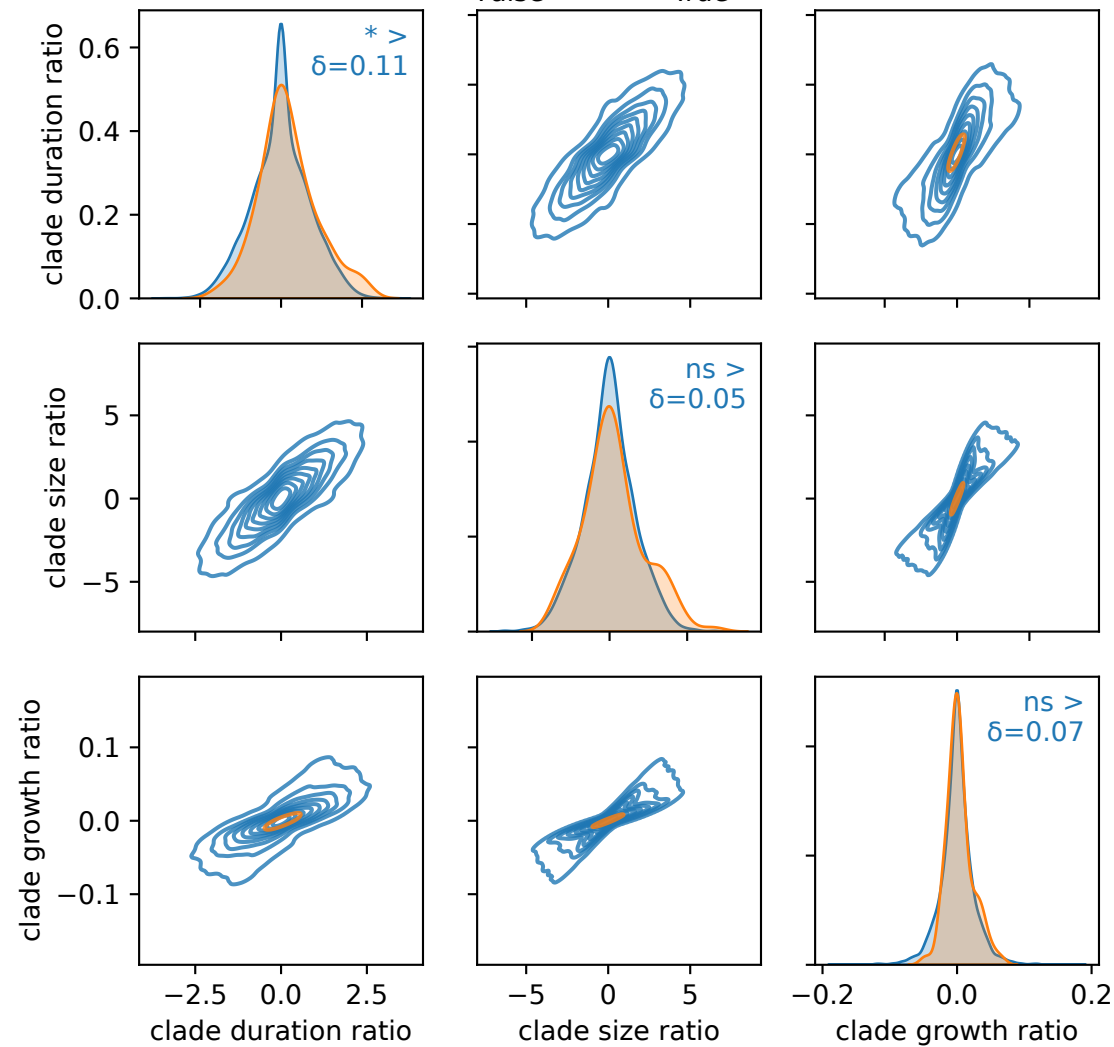 0.6
0.4
0.2
0.0
clade duration ratio
* >
δ=0.11
5
0
−5
clade size ratio
ns >
δ=0.05
0.1
0.0
−0.1
clade growth ratio
ns >
δ=0.07
−2.5 0.0 2.5
−5 0 5
−0.2 0.0 0.2
clade duration ratio
clade size ratio
clade growth ratio